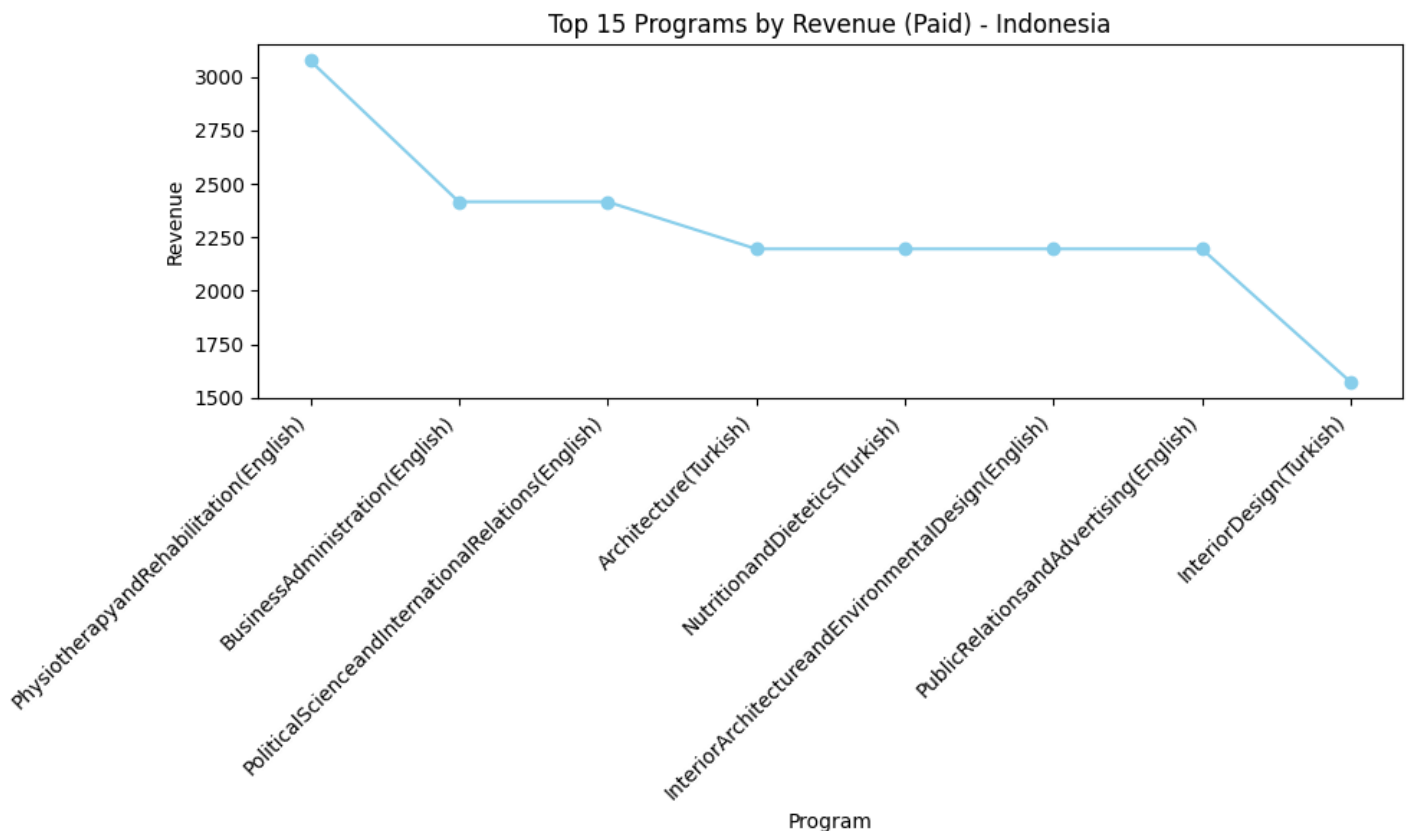 Top 15 Programs by Revenue (Paid) - Indonesia
Revenue
3000
2750
2500
2250
2000
1750
1500
PhysiotherapyandRehabilitation(English)
BusinessAdministration(English)
PoliticalScienceandInternationalRelations(English)
Architecture(Turkish)
NutritionandDietetics(Turkish)
InteriorArchitectureandEnvironmentalDesign(English)
PublicRelationsandAdvertising(English)
InteriorDesign(Turkish)
Program